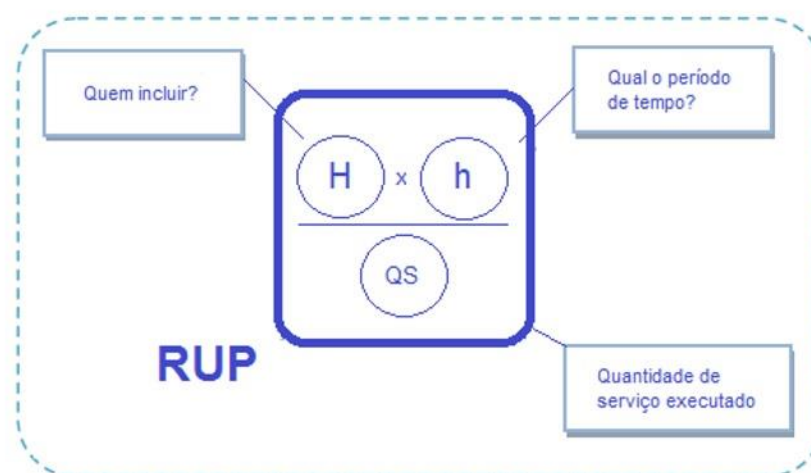 Quem incluir?
Qual o período
de tempo?
H x h
QS
RUP
Quantidade de
serviço executado